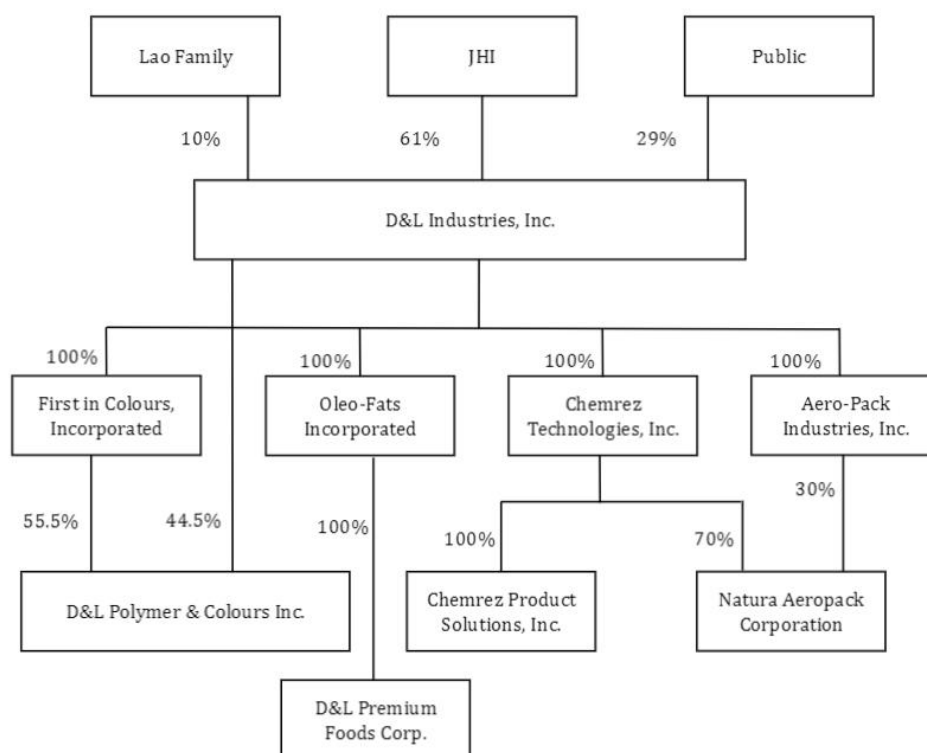 Lao Family
JHI
Public
10%
61%
29%
D&L Industries, Inc.
100%
100%
100%
100%
First in Colours,
Incorporated
Oleo-Fats
Incorporated
Chemrez
Technologies, Inc.
Aero-Pack
Industries, Inc.
55.5%
44.5%
100%
100%
70%
30%
D&L Polymer & Colours Inc.
Chemrez Product
Solutions, Inc.
Natura Aeropack
Corporation
D&L Premium
Foods Corp.